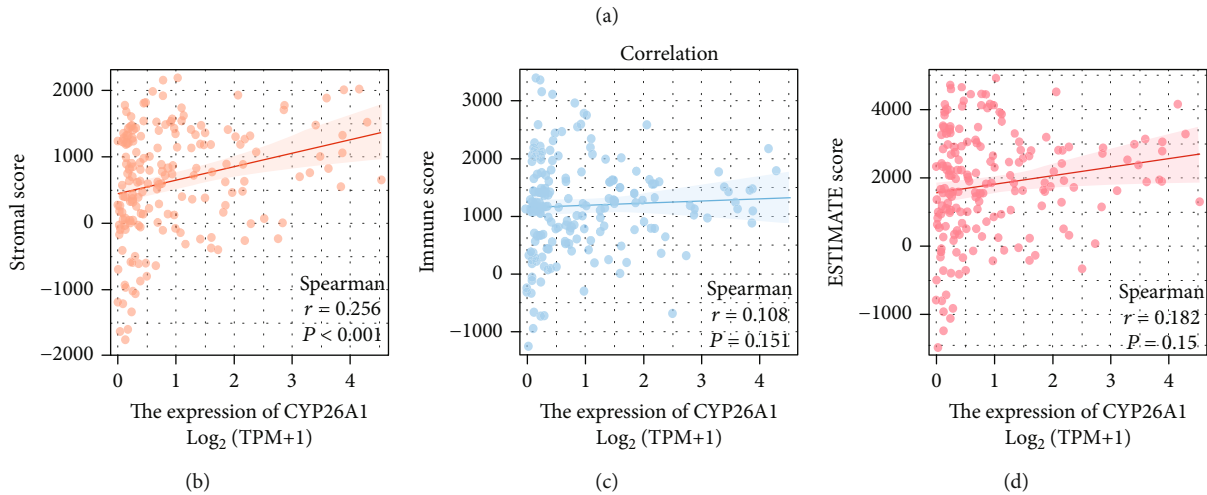 (a)
Correlation
Stromal score
2000
1000
0
−1000
−2000
Spearman
r = 0.256
P < 0.001
0 1 2 3 4
The expression of CYP26A1
Log₂ (TPM+1)
(b)
Immune score
3000
2000
1000
0
−1000
Spearman
r = 0.108
P = 0.151
0 1 2 3 4
The expression of CYP26A1
Log₂ (TPM+1)
(c)
ESTIMATE score
4000
2000
0
−1000
Spearman
r = 0.182
P = 0.15
0 1 2 3 4
The expression of CYP26A1
Log₂ (TPM+1)
(d)